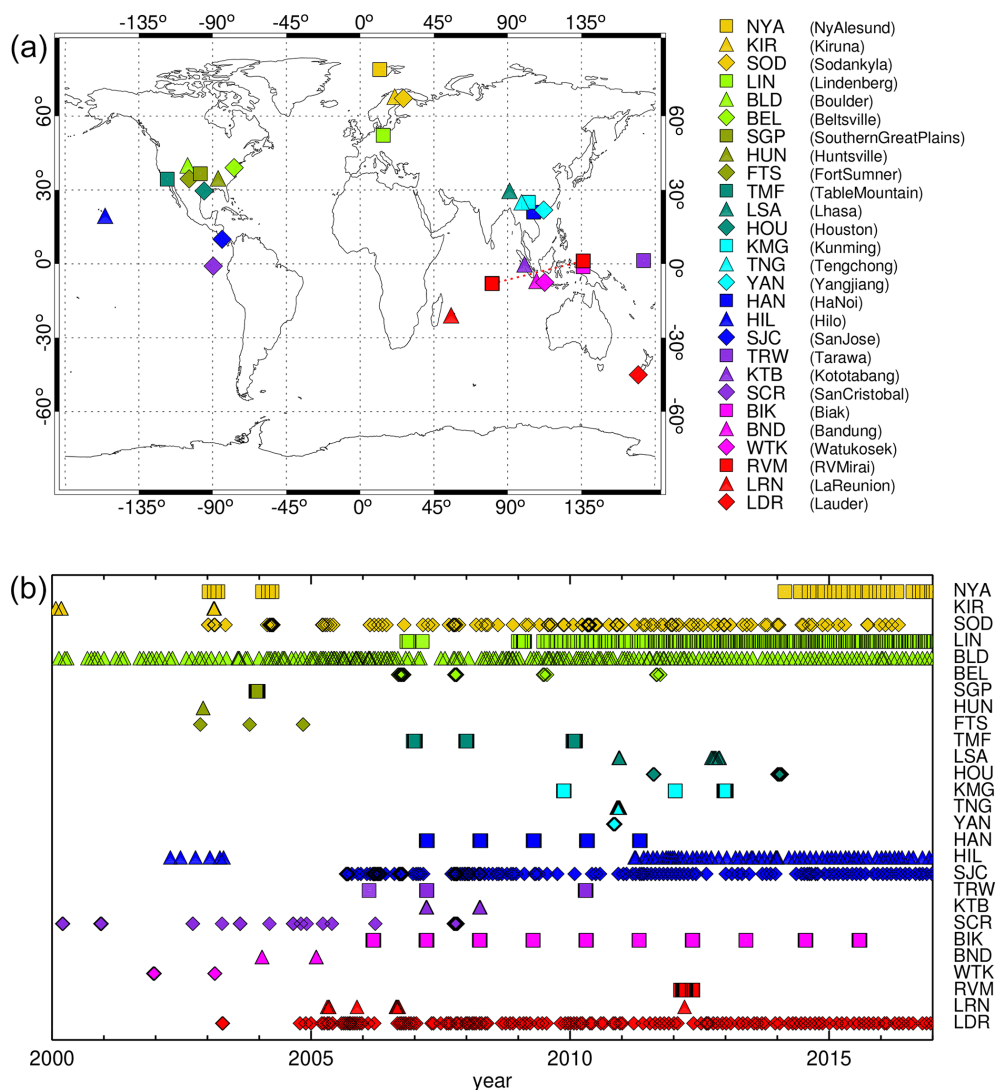 (a)
-135° -90° -45° 0° 45° 90° 135°
60° 60°
30° 30°
0° 0°
-30° -30°
-60° -60°
-135° -90° -45° 0° 45° 90° 135°
NYA (NyAlesund)
KIR (Kiruna)
SOD (Sodankyla)
LIN (Lindenberg)
BLD (Boulder)
BEL (Beltsville)
SGP (SouthernGreatPlains)
HUN (Huntsville)
FTS (FortSumner)
TMF (TableMountain)
LSA (Lhasa)
HOU (Houston)
KMG (Kunming)
TNG (Tengchong)
YAN (Yangjiang)
HAN (HaNoi)
HIL (Hilo)
SJC (SanJose)
TRW (Tarawa)
KTB (Kototabang)
SCR (SanCristobal)
BIK (Biak)
BND (Bandung)
WTK (Watukosek)
RVM (RVMirai)
LRN (LaReunion)
LDR (Lauder)
(b)
NYA
KIR
SOD
LIN
BLD
BEL
SGP
HUN
FTS
TMF
LSA
HOU
KMG
TNG
YAN
HAN
HIL
SJC
TRW
KTB
SCR
BIK
BND
WTK
RVM
LRN
LDR
2000 2005 2010 2015
year